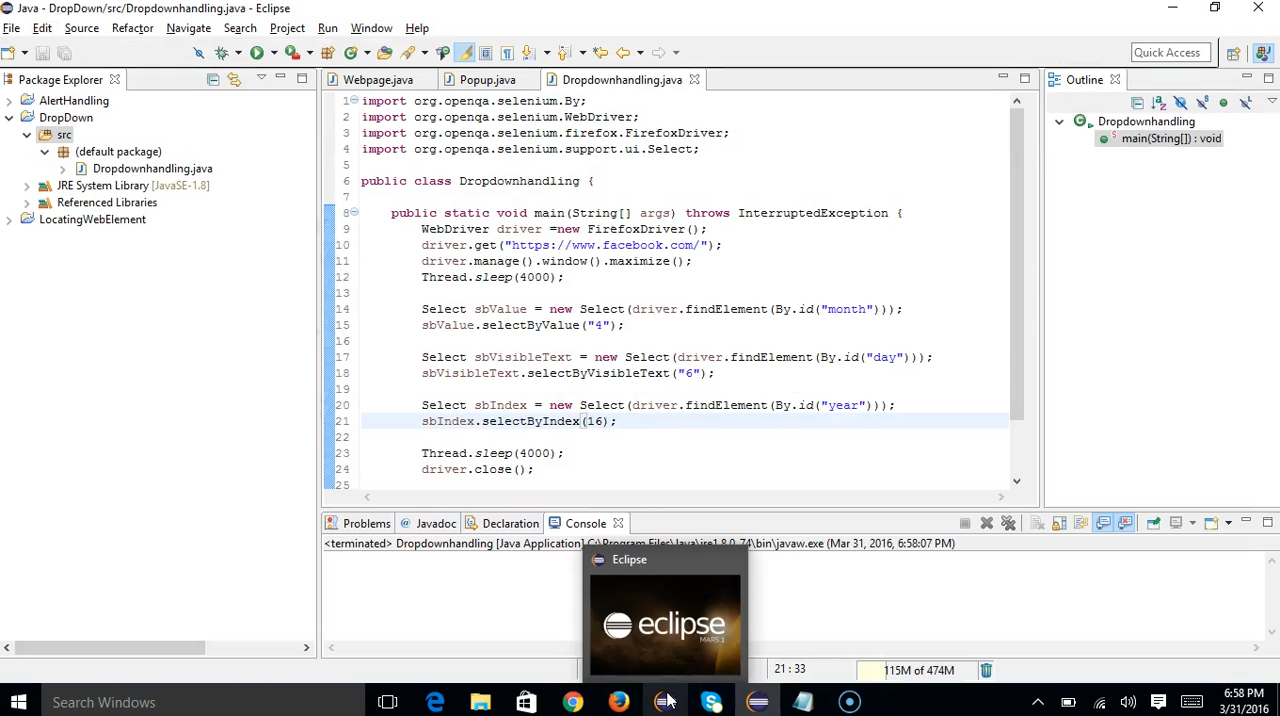 Java - DropDown/src/Dropdownhandling.java - Eclipse
File Edit Source Refactor Navigate Search Project Run Window Help
Quick Access
Package Explorer
AlertHandling
DropDown
src
(default package)
Dropdownhandling.java
JRE System Library [JavaSE-1.8]
Referenced Libraries
LocatingWebElement
Webpage.java Popup.java Dropdownhandling.java
1 import org.openqa.selenium.By;
2 import org.openqa.selenium.WebDriver;
3 import org.openqa.selenium.firefox.FirefoxDriver;
4 import org.openqa.selenium.support.ui.Select;
5
6 public class Dropdownhandling {
7
8 public static void main(String[] args) throws InterruptedException {
9 WebDriver driver =new FirefoxDriver();
10 driver.get("https://www.facebook.com/");
11 driver.manage().window().maximize();
12 Thread.sleep(4000);
13
14 Select sbValue = new Select(driver.findElement(By.id("month")));
15 sbValue.selectByValue("4");
16
17 Select sbVisibleText = new Select(driver.findElement(By.id("day")));
18 sbVisibleText.selectByVisibleText("6");
19
20 Select sbIndex = new Select(driver.findElement(By.id("year")));
21 sbIndex.selectByIndex(16);
22
23 Thread.sleep(4000);
24 driver.close();
25
Outline
Dropdownhandling
main(String[]) : void
Problems Javadoc Declaration Console
<terminated> Dropdownhandling [Java Application] C:\Program Files\Java\jre1.8.0_74\bin\javaw.exe (Mar 31, 2016, 6:58:07 PM)
Eclipse
eclipse
MARS.1
21 : 33
115M of 474M
Search Windows
6:58 PM
3/31/2016